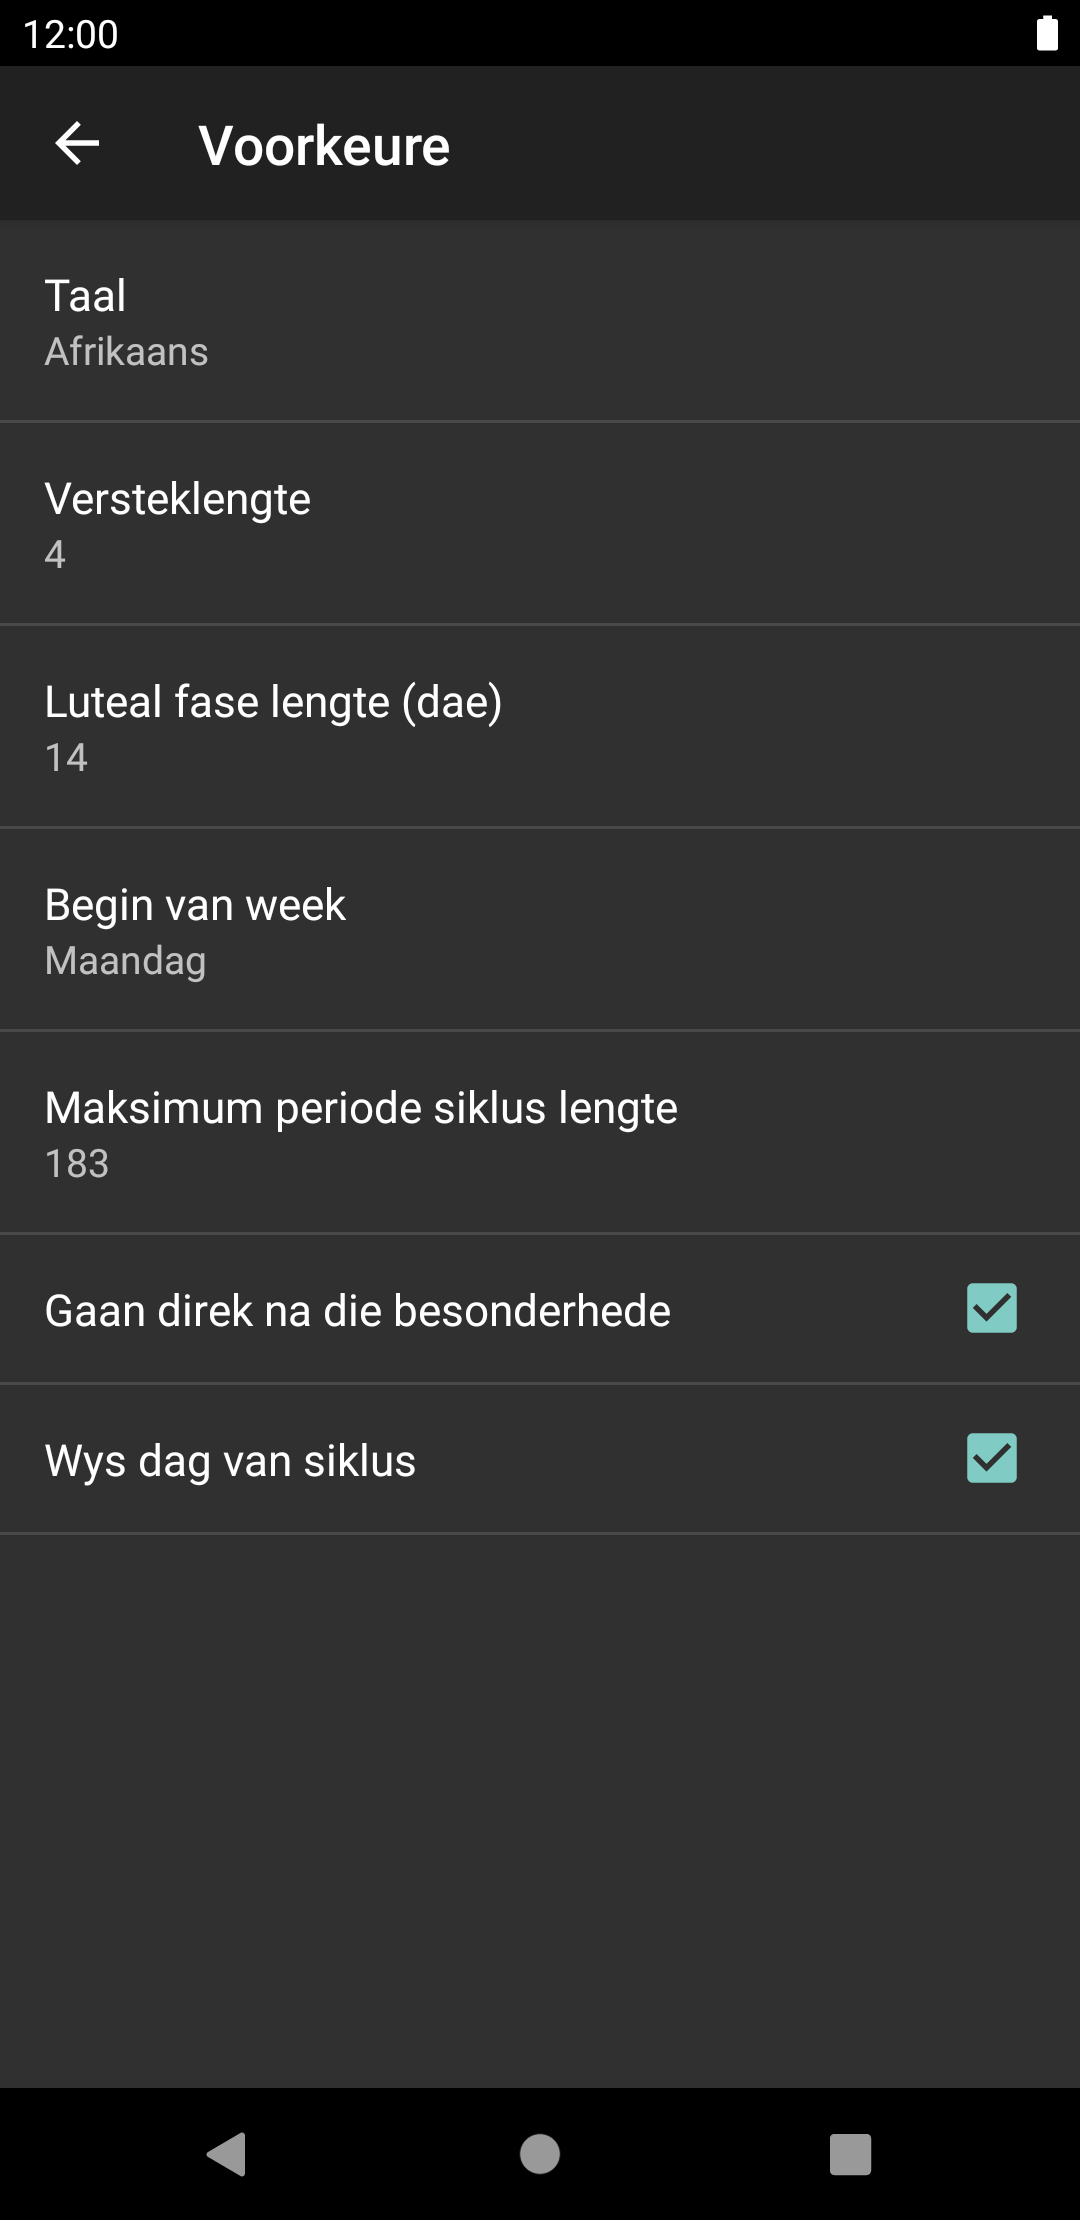 12:00
Voorkeure
Taal
Afrikaans
Versteklengte
4
Luteal fase lengte (dae)
14
Begin van week
Maandag
Maksimum periode siklus lengte
183
Gaan direk na die besonderhede
Wys dag van siklus